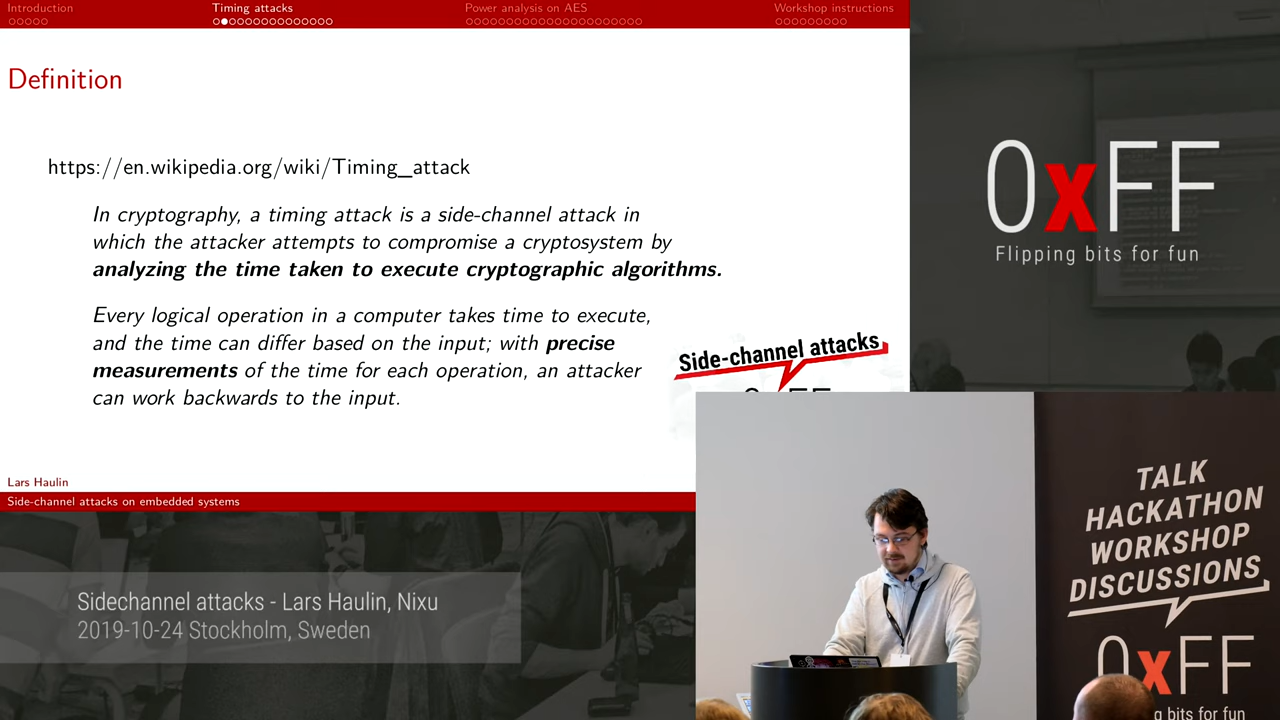 Introduction
Timing attacks
Power analysis on AES
Workshop instructions
Definition
https://en.wikipedia.org/wiki/Timing_attack
In cryptography, a timing attack is a side-channel attack in
which the attacker attempts to compromise a cryptosystem by
analyzing the time taken to execute cryptographic algorithms.
Every logical operation in a computer takes time to execute,
and the time can differ based on the input; with precise
measurements of the time for each operation, an attacker
can work backwards to the input.
Side-channel attacks
Lars Haulin
Side-channel attacks on embedded systems
0xFF
Flipping bits for fun
Sidechannel attacks - Lars Haulin, Nixu
2019-10-24 Stockholm, Sweden
TALK
HACKATHON
WORKSHOP
DISCUSSIONS
0xFF
bits for fun